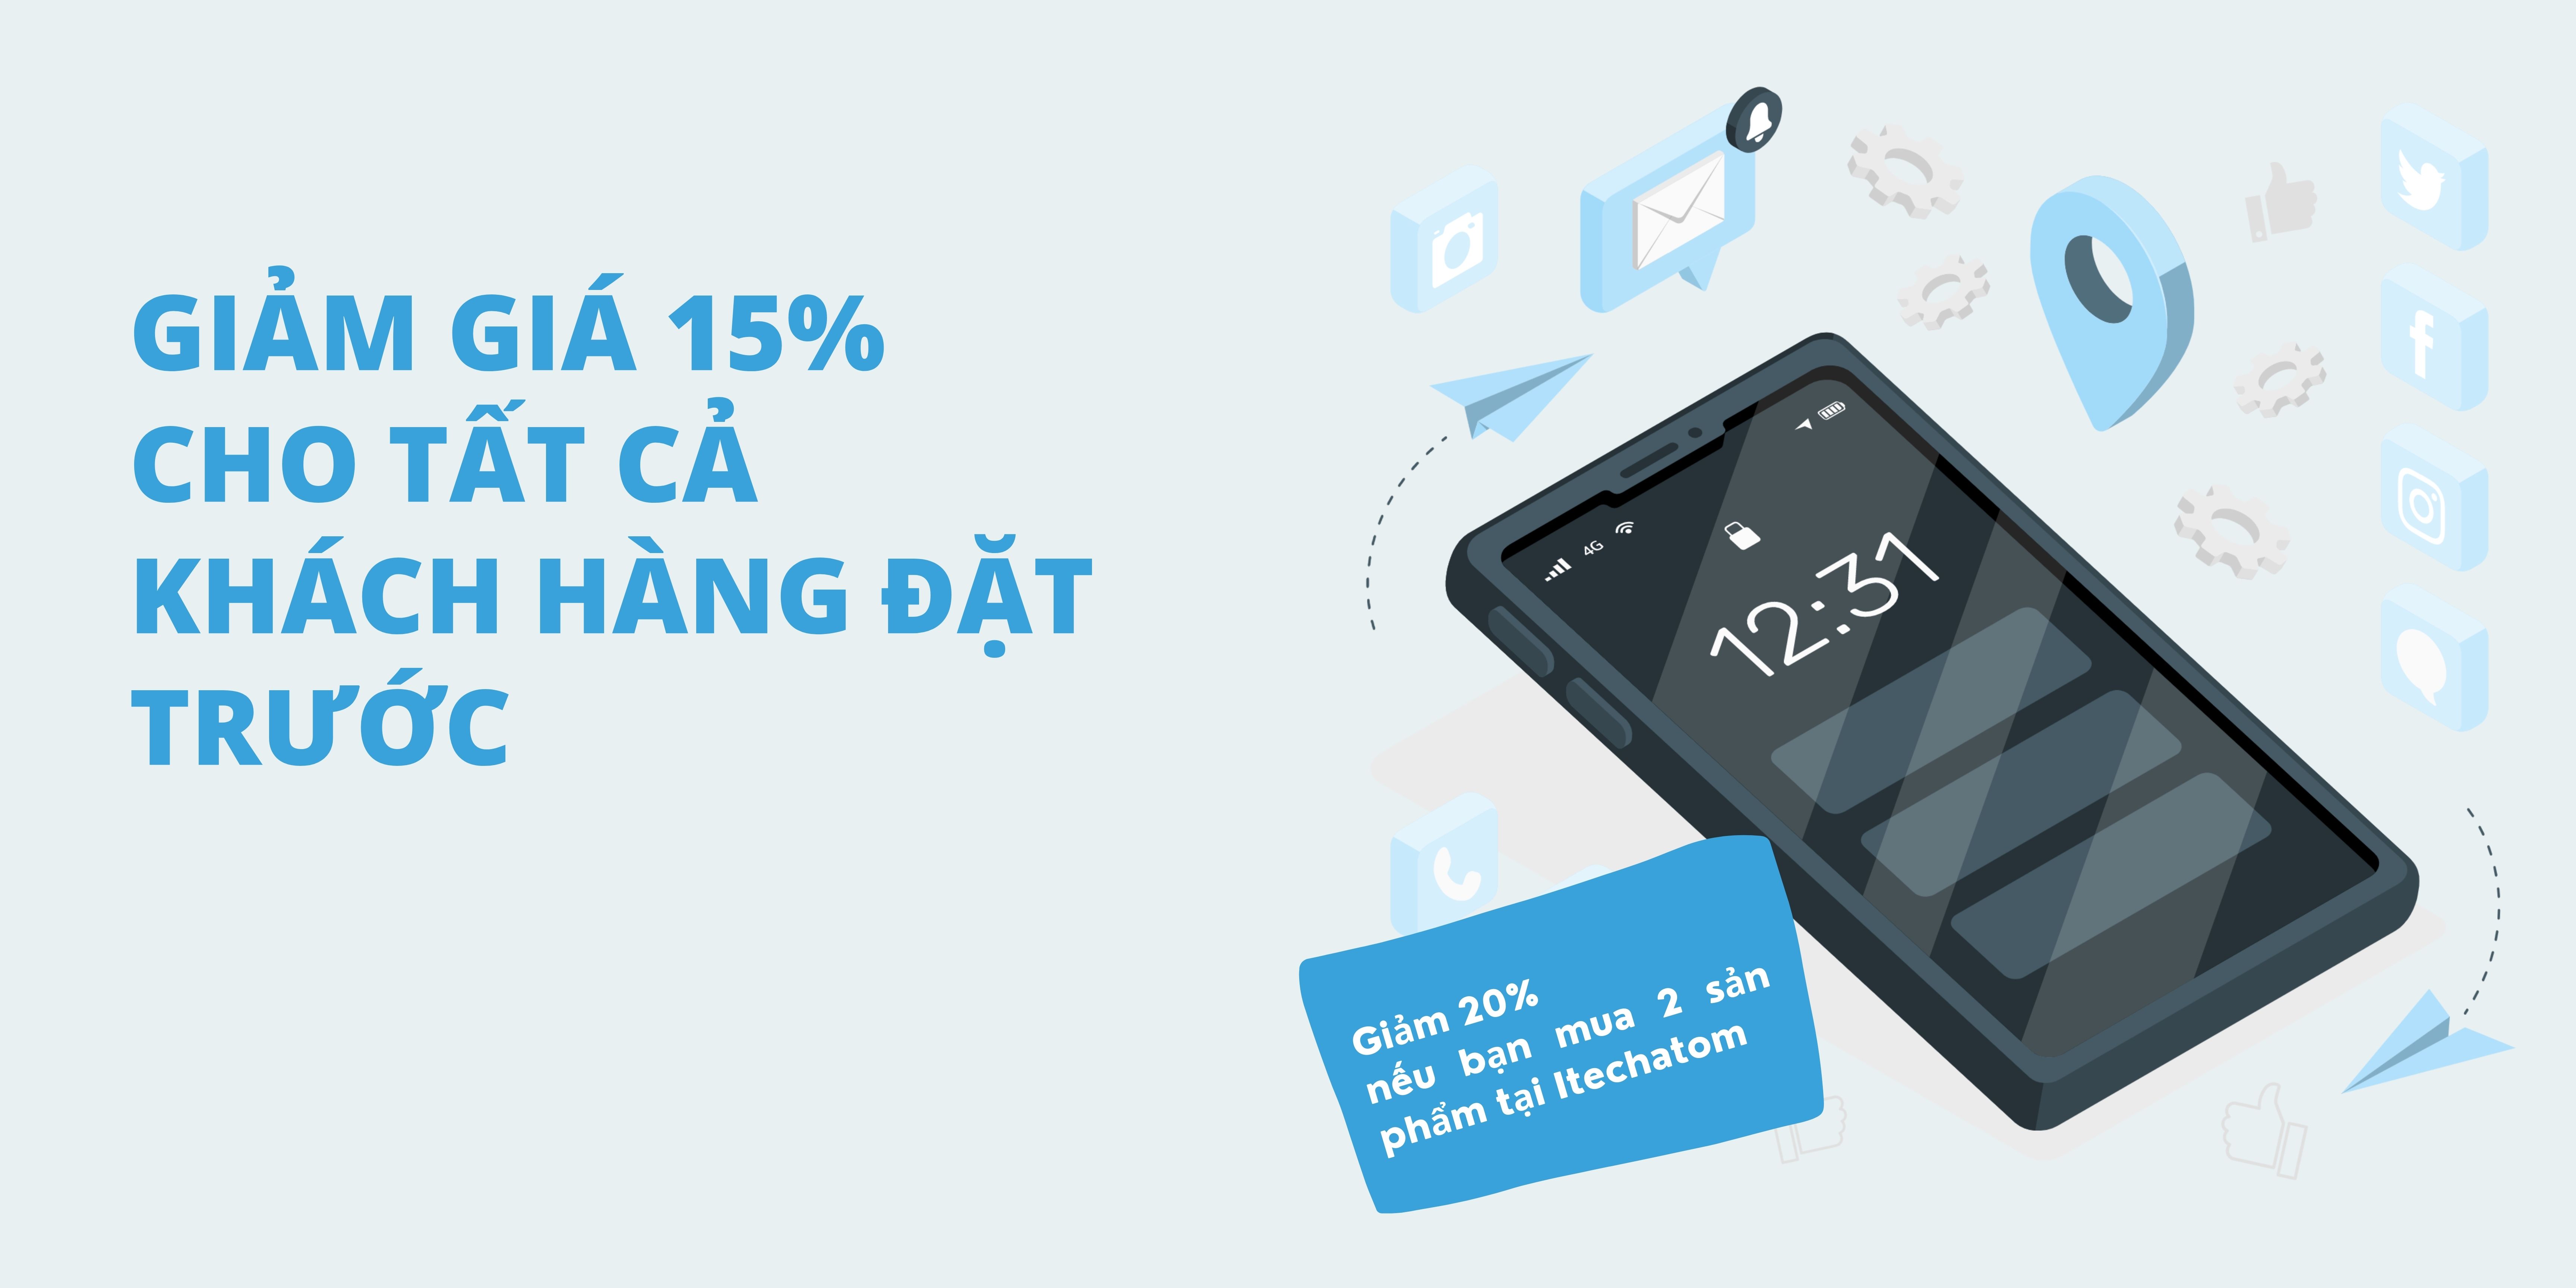 GIẢM GIÁ 15%
CHO TẤT CẢ
KHÁCH HÀNG ĐẶT
TRƯỚC
4G
12:31
Giảm 20%
nếu bạn mua 2 sản
phẩm tại Itechatom